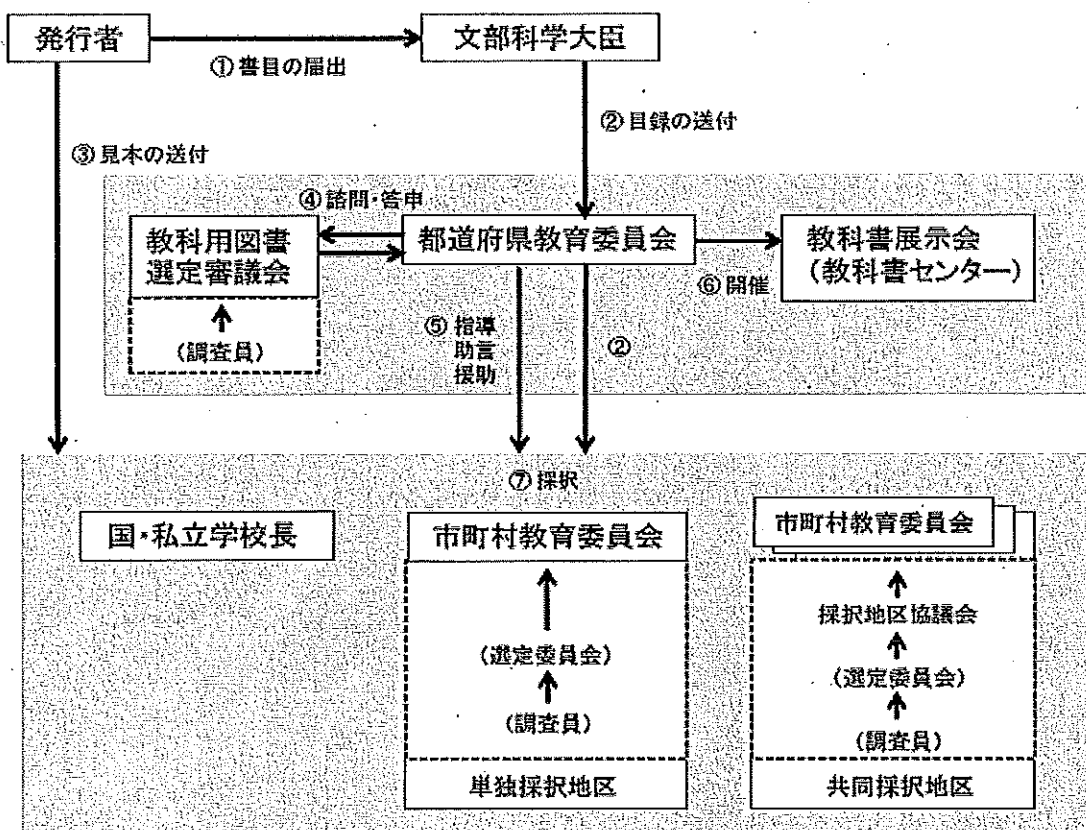 発行者
文部科学大臣
①書目の届出
②目録の送付
③見本の送付
④諮問・答申
教科用図書
選定審議会
都道府県教育委員会
教科書展示会
(教科書センター)
⑥開催
(調査員)
⑤指導
助言
援助
②
⑦採択
国・私立学校長
市町村教育委員会
市町村教育委員会
採択地区協議会
(選定委員会)
(選定委員会)
(調査員)
(調査員)
単独採択地区
共同採択地区